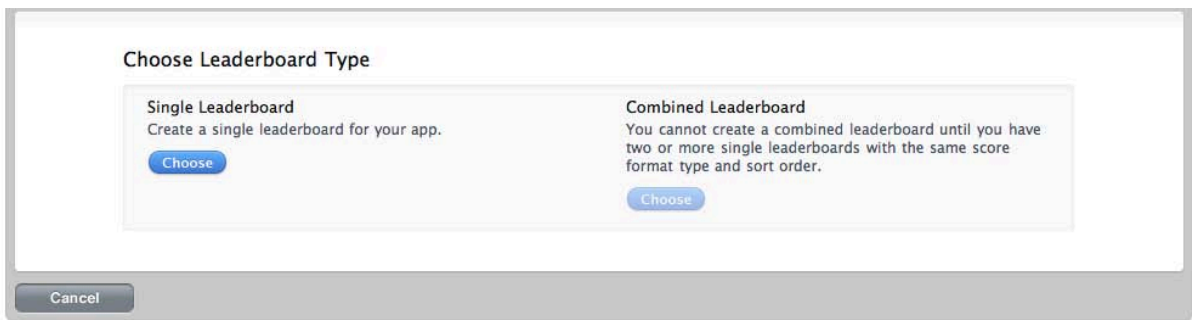 Choose Leaderboard Type
Single Leaderboard
Create a single leaderboard for your app.
Choose
Combined Leaderboard
You cannot create a combined leaderboard until you have
two or more single leaderboards with the same score
format type and sort order.
Choose
Cancel